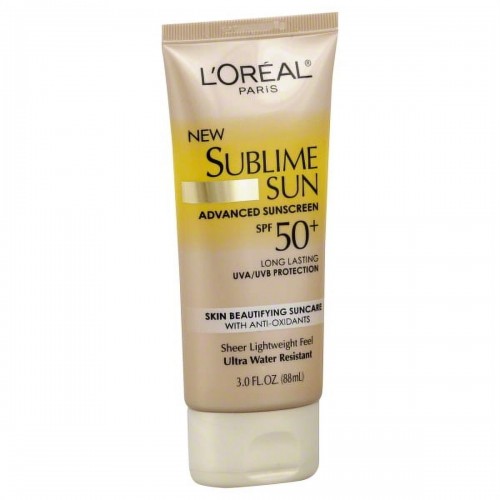 L'ORÉAL
PARIS
NEW
SUBLIME
SUN
ADVANCED SUNSCREEN
SPF 50+
LONG LASTING
UVA/UVB PROTECTION
SKIN BEAUTIFYING SUNCARE
WITH ANTI-OXIDANTS
Sheer Lightweight Feel
Ultra Water Resistant
3.0 FL.OZ. (88mL)